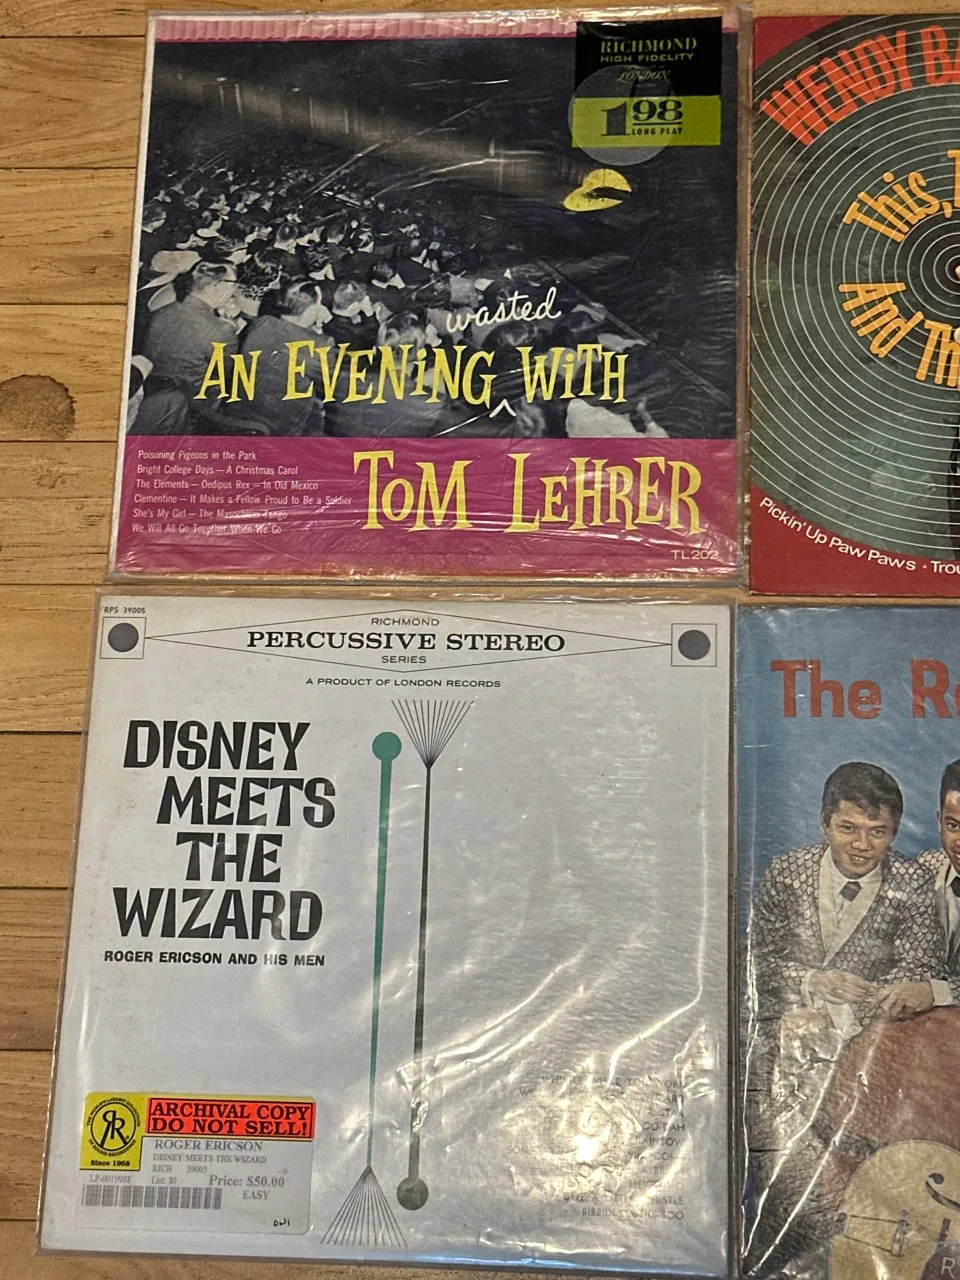 RICHMOND
HIGH FIDELITY
LONDON
1 98
LONG PLAY
wasted
AN EVENING WITH
TOM LEHRER
Poisoning Pigeons in the Park
Bright College Days — A Christmas Carol
The Elements — Oedipus Rex — In Old Mexico
Clementine — It Makes a Fellow Proud to Be a Soldier
She's My Girl — The Masochism Tango
We Will All Go Together When We Go
TL 202
WENDY
This,
And
Pickin' Up Paw Paws •
RPS 39005
RICHMOND
PERCUSSIVE STEREO
SERIES
A PRODUCT OF LONDON RECORDS
DISNEY
MEETS
THE
WIZARD
ROGER ERICSON AND HIS MEN
ARCHIVAL COPY
DO NOT SELL!
Since 1968
ROGER ERICSON
DISNEY MEETS THE WIZARD
RICH 39005
LP-0019988 List $0 Price: $50.00
EASY
The